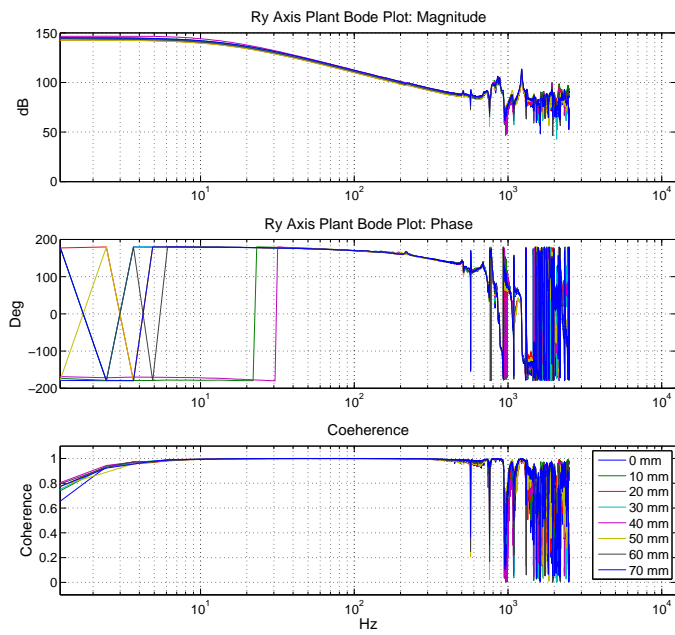 Ry Axis Plant Bode Plot: Magnitude
150
100
50
0
dB
10^1
10^2
10^3
10^4
Ry Axis Plant Bode Plot: Phase
200
100
0
−100
−200
Deg
10^1
10^2
10^3
10^4
Coeherence
1
0.8
0.6
0.4
0.2
0
Coherence
10^1
10^2
10^3
10^4
Hz
0 mm
10 mm
20 mm
30 mm
40 mm
50 mm
60 mm
70 mm